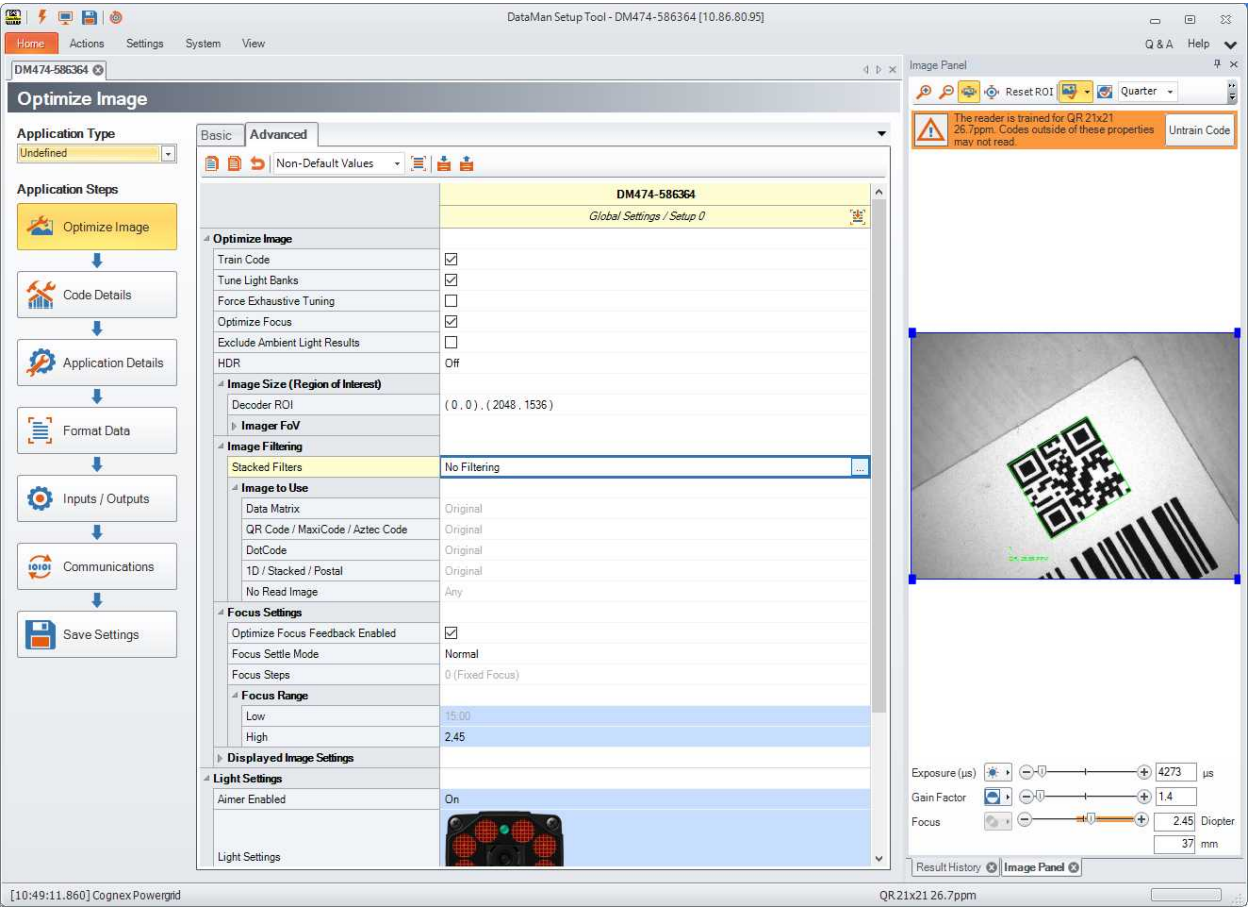 DataMan Setup Tool - DM474-586364 [10.86.80.95]
Home Actions Settings System View Q & A Help
DM474-586364
Optimize Image
Application Type
Undefined
Application Steps
Optimize Image
Code Details
Application Details
Format Data
Inputs / Outputs
Communications
Save Settings
Basic Advanced
Non-Default Values
DM474-586364
Global Settings / Setup 0
Optimize Image
Train Code
Tune Light Banks
Force Exhaustive Tuning
Optimize Focus
Exclude Ambient Light Results
HDR Off
Image Size (Region of Interest)
Decoder ROI ( 0 , 0 ) , ( 2048 , 1536 )
Imager FoV
Image Filtering
Stacked Filters No Filtering ...
Image to Use
Data Matrix Original
QR Code / MaxiCode / Aztec Code Original
DotCode Original
1D / Stacked / Postal Original
No Read Image Any
Focus Settings
Optimize Focus Feedback Enabled
Focus Settle Mode Normal
Focus Steps 0 (Fixed Focus)
Focus Range
Low 15.00
High 2.45
Displayed Image Settings
Light Settings
Aimer Enabled On
Light Settings
Image Panel
Reset ROI Quarter
The reader is trained for QR 21x21
26.7ppm. Codes outside of these properties
may not read.
Untrain Code
Exposure (µs) 4273 µs
Gain Factor 1.4
Focus 2.45 Diopter
37 mm
Result History Image Panel
[10:49:11.860] Cognex Powergrid QR 21x21 26.7ppm